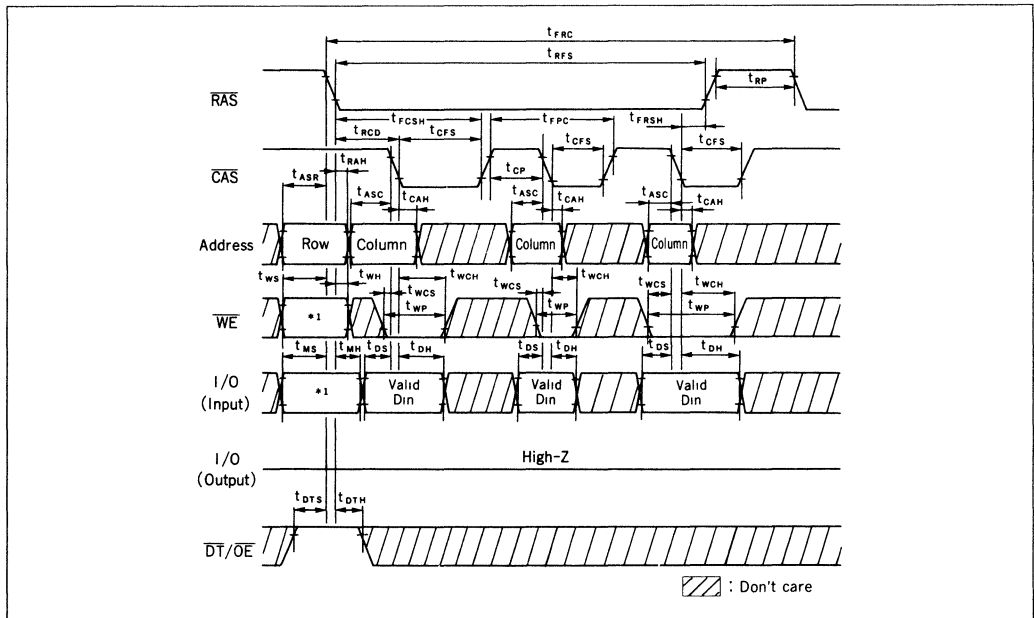 tFRC
tRFS
tRP
RAS
tFCSH
tFPC
tFRSH
tRCD
tCFS
tCFS
tCFS
CAS
tRAH
tCP
tASR
tASC
tCAH
tASC
tCAH
tASC
tCAH
Address
Row
Column
Column
Column
tWS
tWH
tWCH
tWCH
tWCH
tWCS
tWCS
tWCS
tWP
tWP
tWP
WE
*1
tMS
tMH
tDS
tDH
tDS
tDH
tDS
tDH
I/O
(Input)
*1
Valid
Din
Valid
Din
Valid
Din
I/O
(Output)
High-Z
tDTS
tDTH
DT/OE
: Don't care